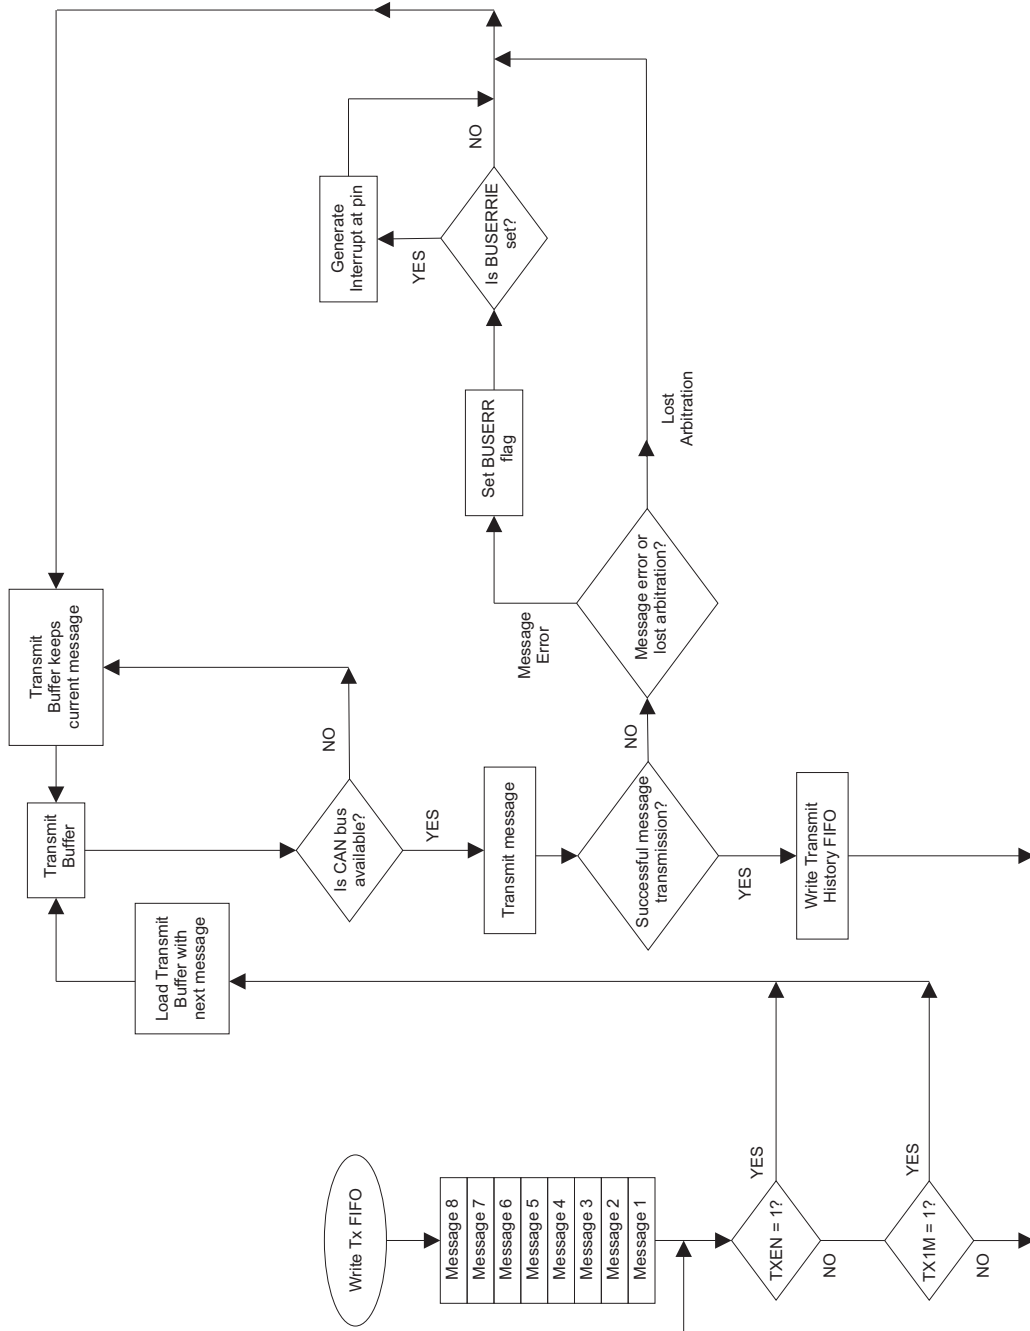 Write Tx FIFO
Message 8
Message 7
Message 6
Message 5
Message 4
Message 3
Message 2
Message 1
TXEN = 1?
YES
NO
TX1M = 1?
YES
NO
Load Transmit
Buffer with
next message
Transmit
Buffer
Transmit
Buffer keeps
current message
Is CAN bus
available?
NO
YES
Transmit message
Successful message
transmission?
NO
YES
Write Transmit
History FIFO
Message error or
lost arbitration?
Message
Error
Lost
Arbitration
Set BUSERR
flag
Is BUSERRIE
set?
YES
NO
Generate
Interrupt at pin